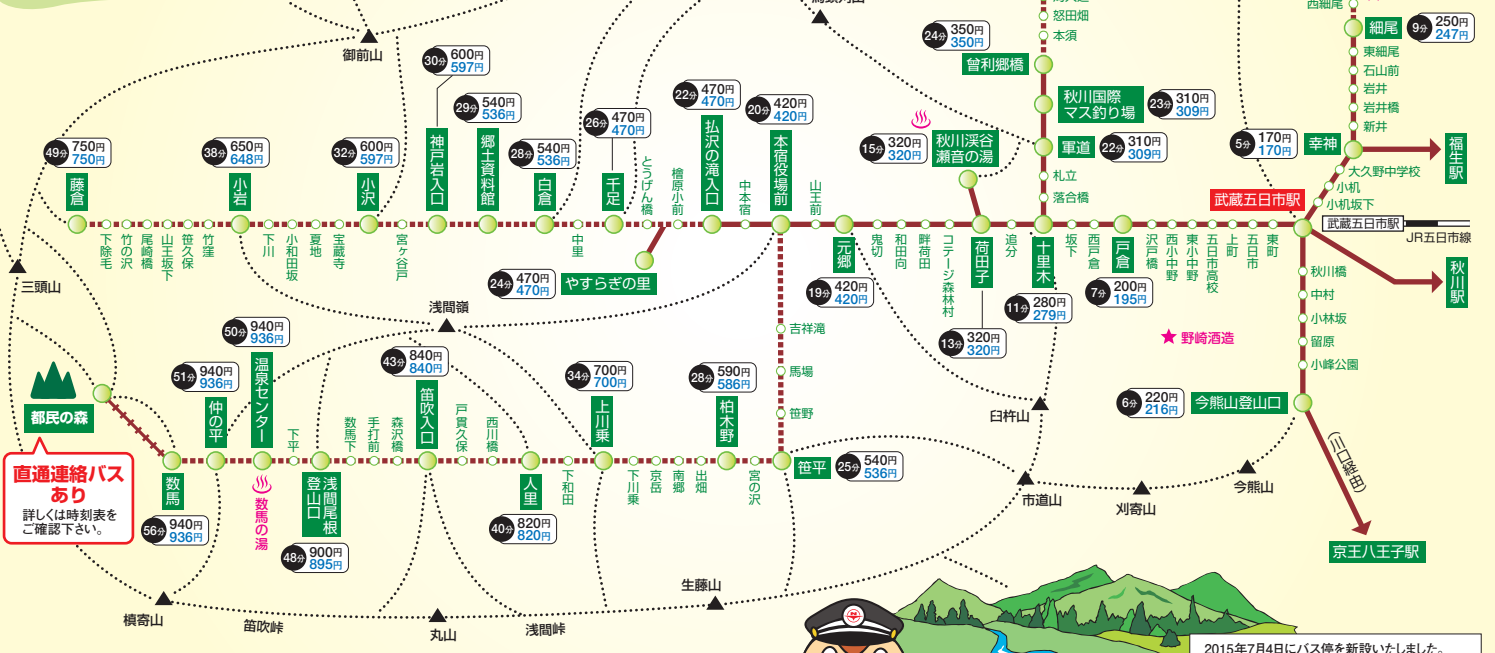 西細尾
細尾
9分 250円
247円
東細尾
石山前
岩井
岩井橋
新井
幸神
5分 170円
170円
福生駅
大久野中学校
小机
小机坂下
武蔵五日市駅
武蔵五日市駅
JR五日市線
秋川駅
怒田畑
本須
24分 350円
350円
曾利郷橋
秋川国際
マス釣り場
23分 310円
309円
軍道
22分 310円
309円
札立
落合橋
15分 320円
320円
秋川渓谷
瀬音の湯
御前山
49分 750円
750円
藤倉
38分 650円
648円
小岩
32分 600円
597円
小沢
30分 600円
597円
神戸岩入口
29分 540円
536円
郷土資料館
28分 540円
536円
白倉
26分 470円
470円
千足
とうげん橋
檜原小前
22分 470円
470円
払沢の滝入口
中本宿
20分 420円
420円
本宿役場前
山王前
下除毛
竹の沢
尾崎橋
山王坂下
笹久保
竹窪
下川
小和田坂
夏地
宝蔵寺
宮ヶ谷戸
中里
24分 470円
470円
やすらぎの里
元郷
19分 420円
420円
鬼切
和田向
畔荷田
コテージ森林村
荷田子
13分 320円
320円
追分
十里木
11分 280円
279円
坂下
西戸倉
戸倉
7分 200円
195円
沢戸橋
西小中野
東小中野
五日市高校
上町
五日市
東町
三頭山
浅間嶺
野崎酒造
秋川橋
中村
小林坂
留原
小峰公園
6分 220円
216円
今熊山登山口
(川口経由)
京王八王子駅
吉祥滝
馬場
笹野
笹平
25分 540円
536円
都民の森
直通連絡バス
あり
詳しくは時刻表を
ご確認下さい。
数馬
56分 940円
936円
51分 940円
936円
仲の平
50分 940円
936円
温泉センター
数馬の湯
下平
浅間尾根
登山口
48分 900円
895円
数馬下
手打前
森沢橋
43分 840円
840円
笛吹入口
戸貫久保
西川橋
人里
40分 820円
820円
下和田
34分 700円
700円
上川乗
下川乗
京岳
南郷
出畑
28分 590円
586円
柏木野
宮の沢
臼杵山
市道山
刈寄山
今熊山
槙寄山
笛吹峠
丸山
浅間峠
生藤山
2015年7月4日にバス停を新設いたしました。